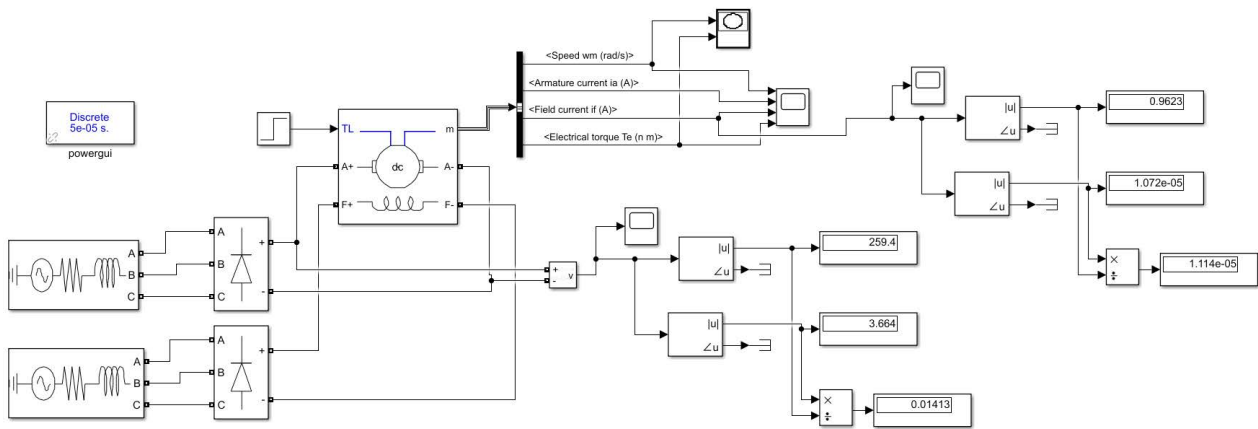 <Speed wm (rad/s)>
<Armature current ia (A)>
<Field current if (A)>
<Electrical torque Te (n m)>
Discrete
5e-05 s.
powergui
TL
m
A+
dc
A-
F+
F-
|u|
∠u
0.9623
|u|
∠u
1.072e-05
×
÷
1.114e-05
A
B
C
A
B
C
+
-
+
-
v
|u|
∠u
259.4
|u|
∠u
3.664
×
÷
0.01413
A
B
C
A
B
C
+
-